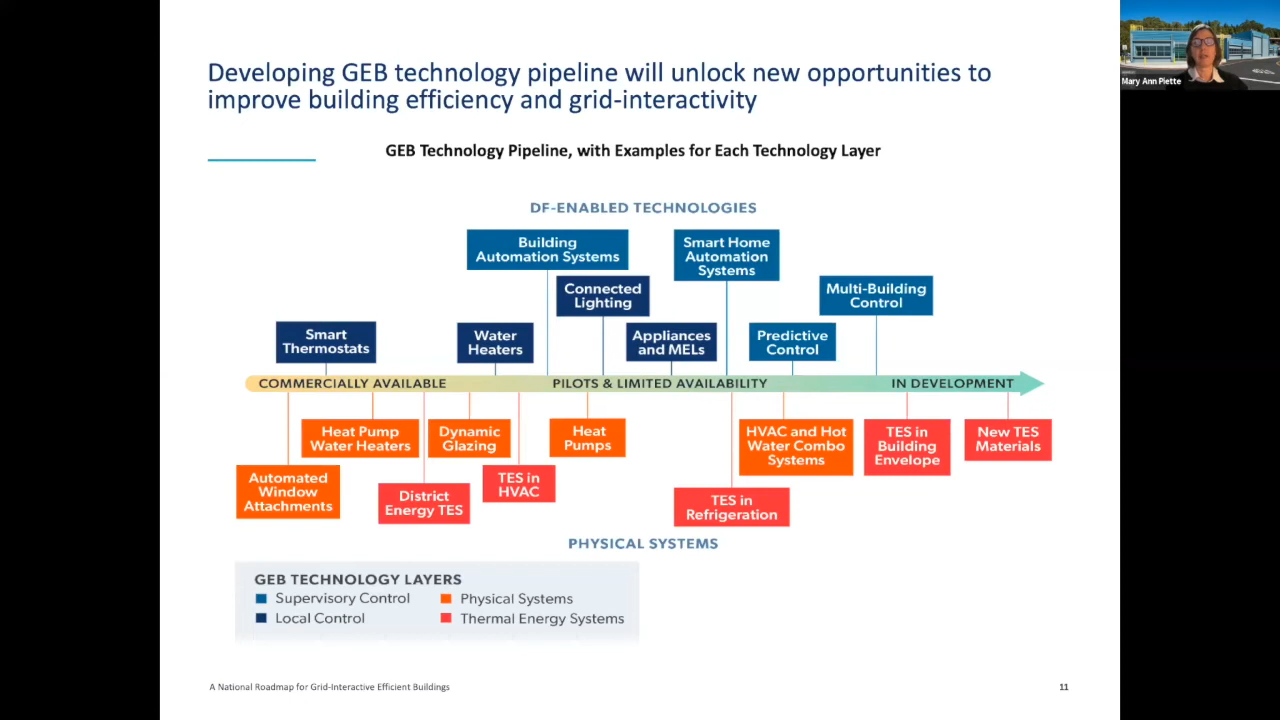 Developing GEB technology pipeline will unlock new opportunities to
improve building efficiency and grid-interactivity
Mary Ann Piette
GEB Technology Pipeline, with Examples for Each Technology Layer
DF-ENABLED TECHNOLOGIES
Building
Automation Systems
Smart Home
Automation
Systems
Connected
Lighting
Multi-Building
Control
Smart
Thermostats
Water
Heaters
Appliances
and MELs
Predictive
Control
COMMERCIALLY AVAILABLE
PILOTS & LIMITED AVAILABILITY
IN DEVELOPMENT
Heat Pump
Water Heaters
Dynamic
Glazing
Heat
Pumps
HVAC and Hot
Water Combo
Systems
TES in
Building
Envelope
New TES
Materials
Automated
Window
Attachments
District
Energy TES
TES in
HVAC
TES in
Refrigeration
PHYSICAL SYSTEMS
GEB TECHNOLOGY LAYERS
Supervisory Control
Physical Systems
Local Control
Thermal Energy Systems
A National Roadmap for Grid-Interactive Efficient Buildings
11